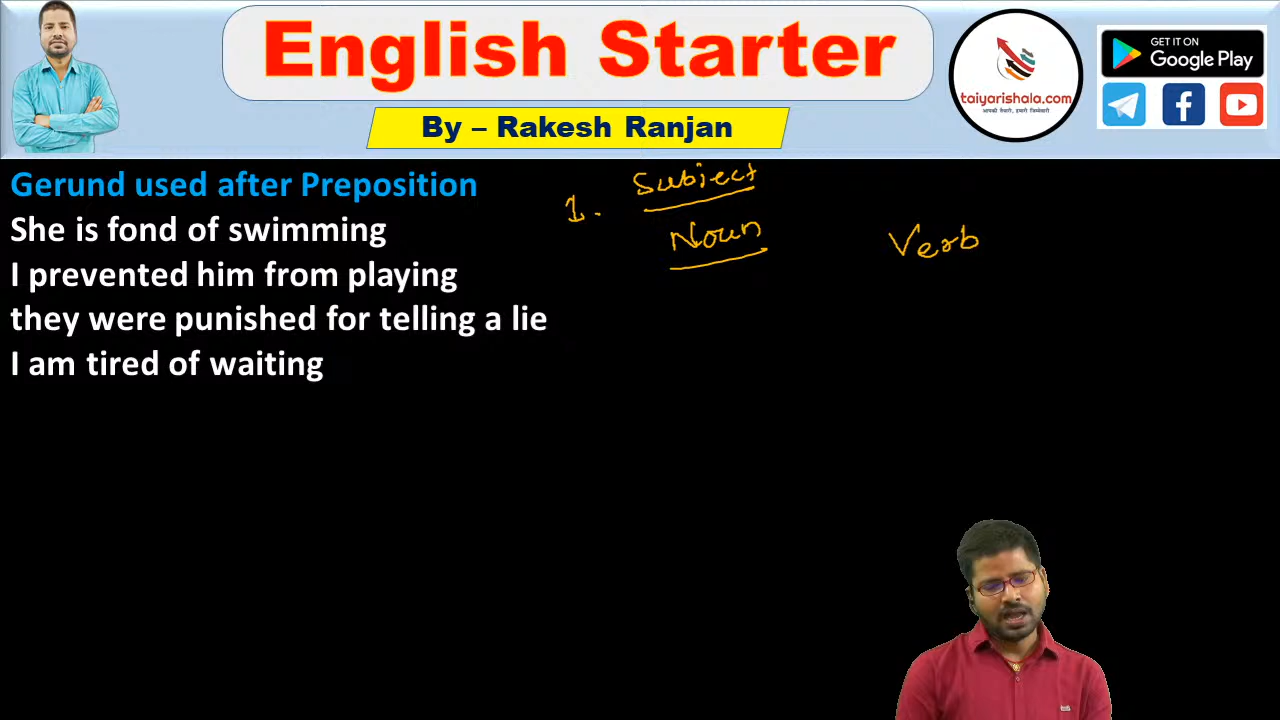 English Starter
By – Rakesh Ranjan
taiyarishala.com
आपकी तैयारी, हमारी जिम्मेवारी
GET IT ON
Google Play
Gerund used after Preposition
She is fond of swimming
I prevented him from playing
they were punished for telling a lie
I am tired of waiting
1. Subject
Noun
Verb